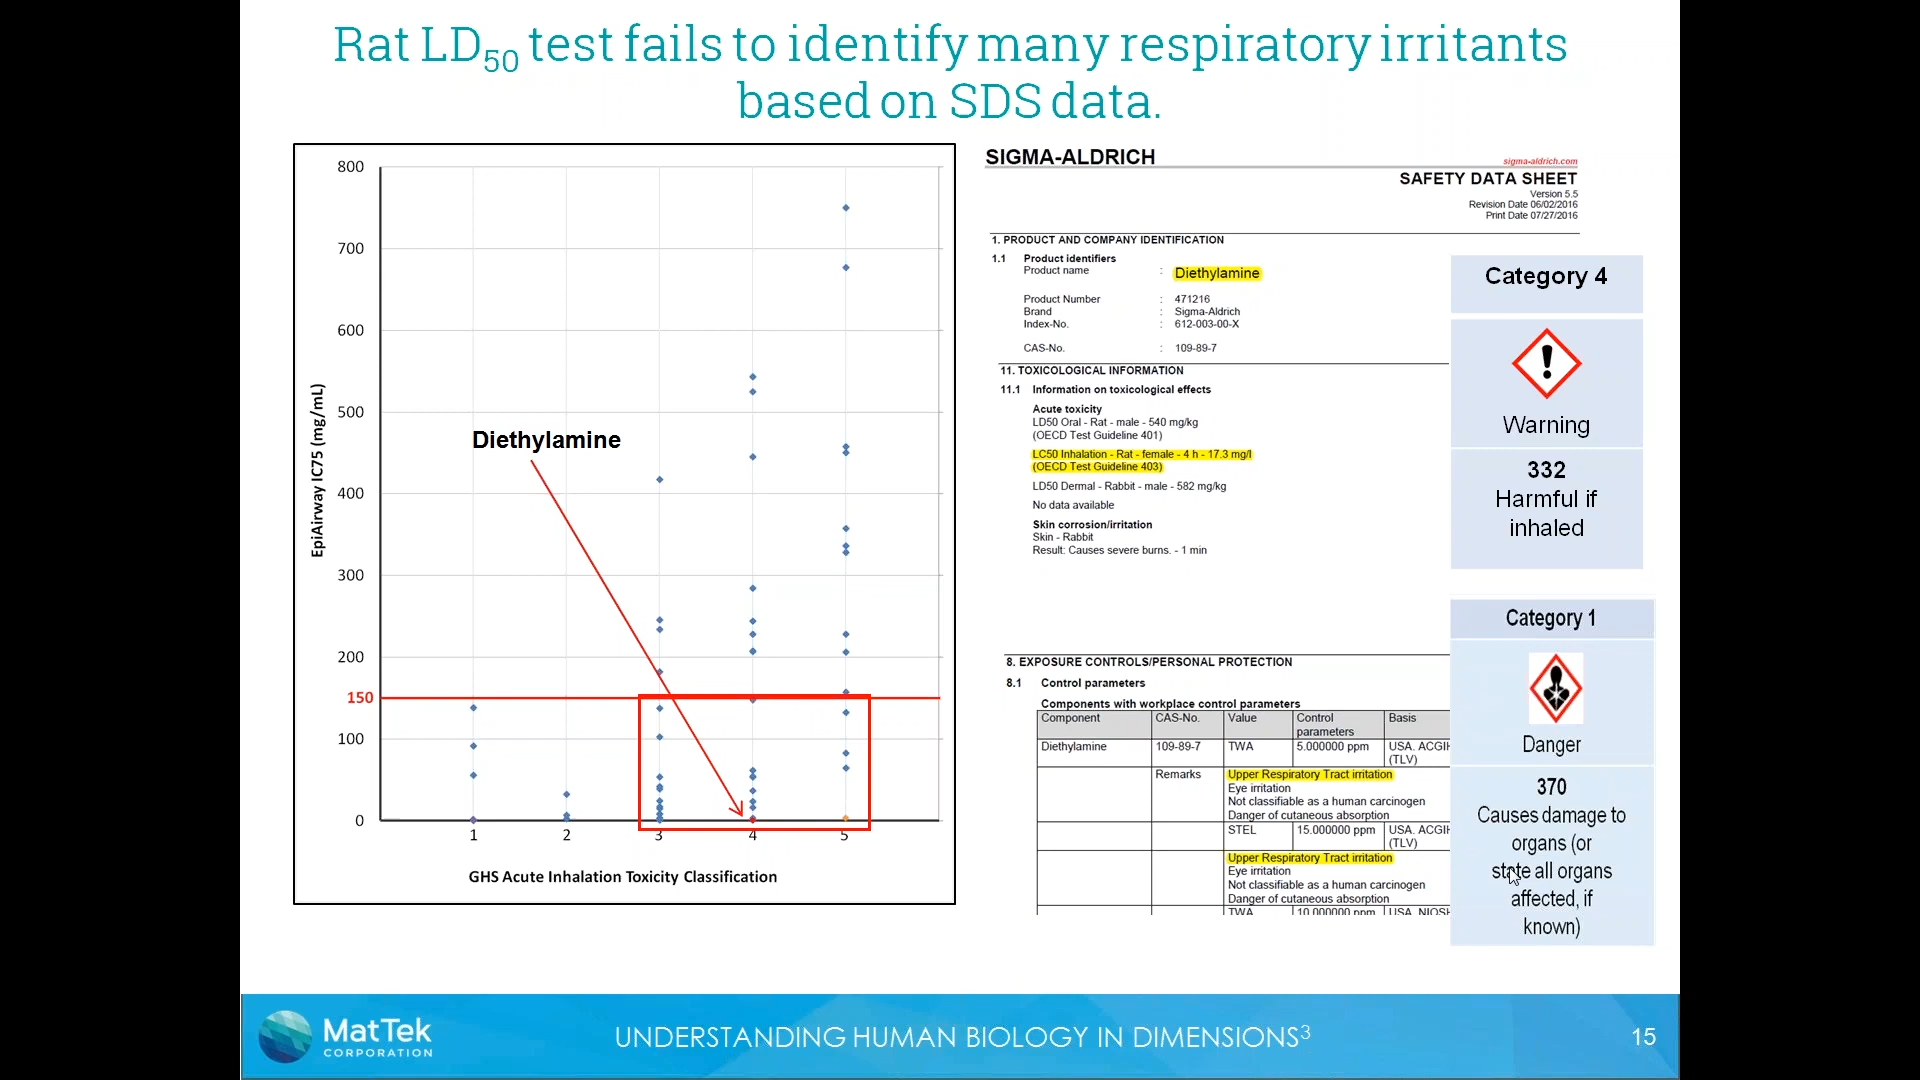 Rat LD50 test fails to identify many respiratory irritants
based on SDS data.
800
700
600
500
400
300
200
150
100
0
EpiAirway IC75 (mg/mL)
Diethylamine
1 2 3 4 5
GHS Acute Inhalation Toxicity Classification
SIGMA-ALDRICH
sigma-aldrich.com
SAFETY DATA SHEET
Version 5.5
Revision Date 06/02/2016
Print Date 07/27/2016
1. PRODUCT AND COMPANY IDENTIFICATION
1.1 Product identifiers
Product name : Diethylamine
Product Number : 471216
Brand : Sigma-Aldrich
Index-No. : 612-003-00-X
CAS-No. : 109-89-7
11. TOXICOLOGICAL INFORMATION
11.1 Information on toxicological effects
Acute toxicity
LD50 Oral - Rat - male - 540 mg/kg
(OECD Test Guideline 401)
LC50 Inhalation - Rat - female - 4 h - 17.3 mg/l
(OECD Test Guideline 403)
LD50 Dermal - Rabbit - male - 582 mg/kg
No data available
Skin corrosion/irritation
Skin - Rabbit
Result: Causes severe burns. - 1 min
8. EXPOSURE CONTROLS/PERSONAL PROTECTION
8.1 Control parameters
Components with workplace control parameters
Component CAS-No. Value Control parameters Basis
Diethylamine 109-89-7 TWA 5.000000 ppm USA. ACGIH
(TLV)
Remarks Upper Respiratory Tract irritation
Eye irritation
Not classifiable as a human carcinogen
Danger of cutaneous absorption
STEL 15.000000 ppm USA. ACGIH
(TLV)
Upper Respiratory Tract irritation
Eye irritation
Not classifiable as a human carcinogen
Danger of cutaneous absorption
TWA 10.000000 ppm USA. NIOSH
Category 4
Warning
332
Harmful if
inhaled
Category 1
Danger
370
Causes damage to
organs (or
state all organs
affected, if
known)
MatTek
CORPORATION
UNDERSTANDING HUMAN BIOLOGY IN DIMENSIONS3
15